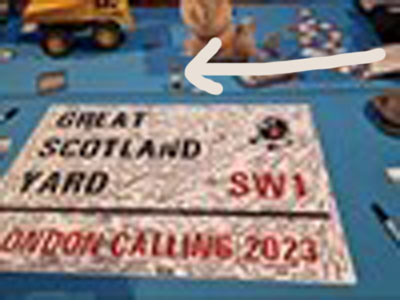 GREAT
SCOTLAND
YARD SW1
LONDON CALLING 2023